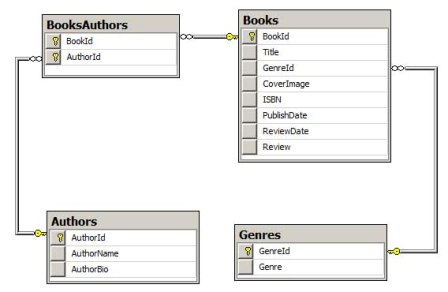 BooksAuthors
BookId
AuthorId
Books
BookId
Title
GenreId
CoverImage
ISBN
PublishDate
ReviewDate
Review
Authors
AuthorId
AuthorName
AuthorBio
Genres
GenreId
Genre